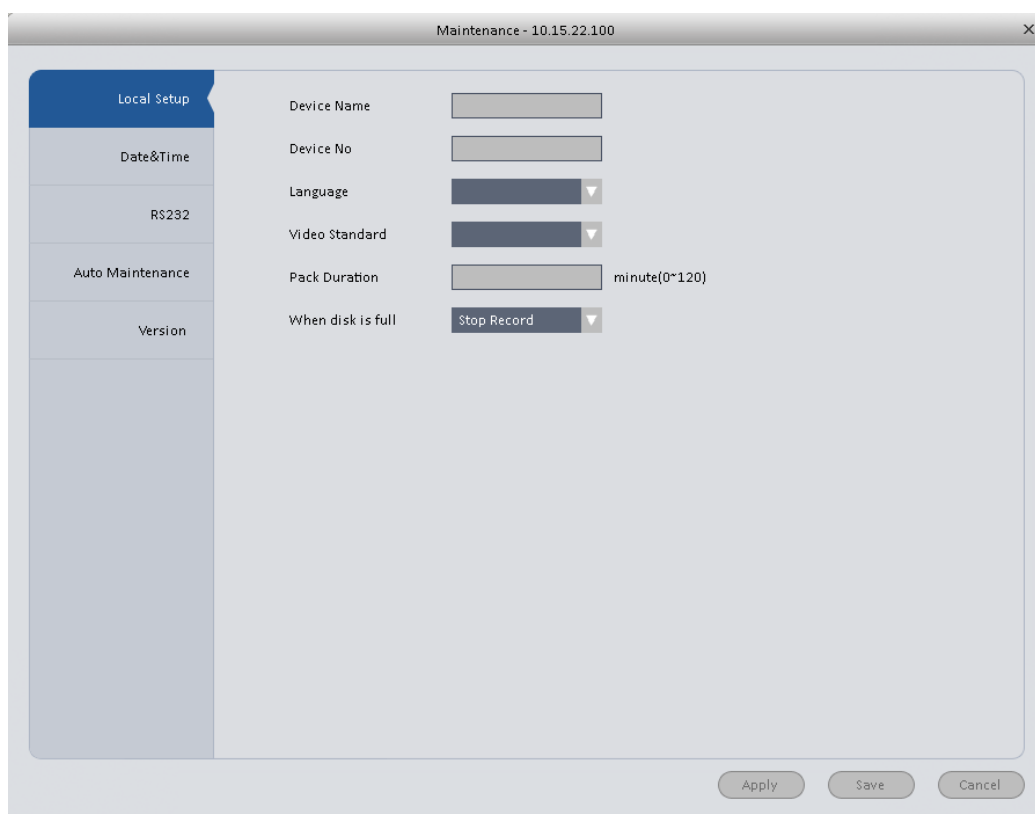 Maintenance - 10.15.22.100
Local Setup
Date&Time
RS232
Auto Maintenance
Version
Device Name
Device No
Language
Video Standard
Pack Duration minute(0~120)
When disk is full Stop Record
Apply Save Cancel